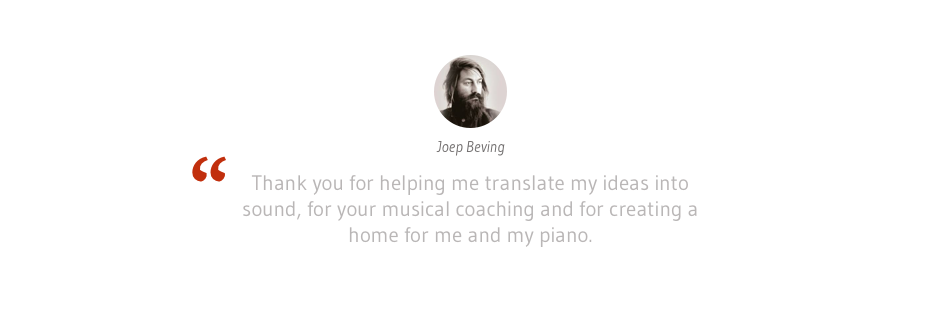 Joep Beving
“ Thank you for helping me translate my ideas into
sound, for your musical coaching and for creating a
home for me and my piano.